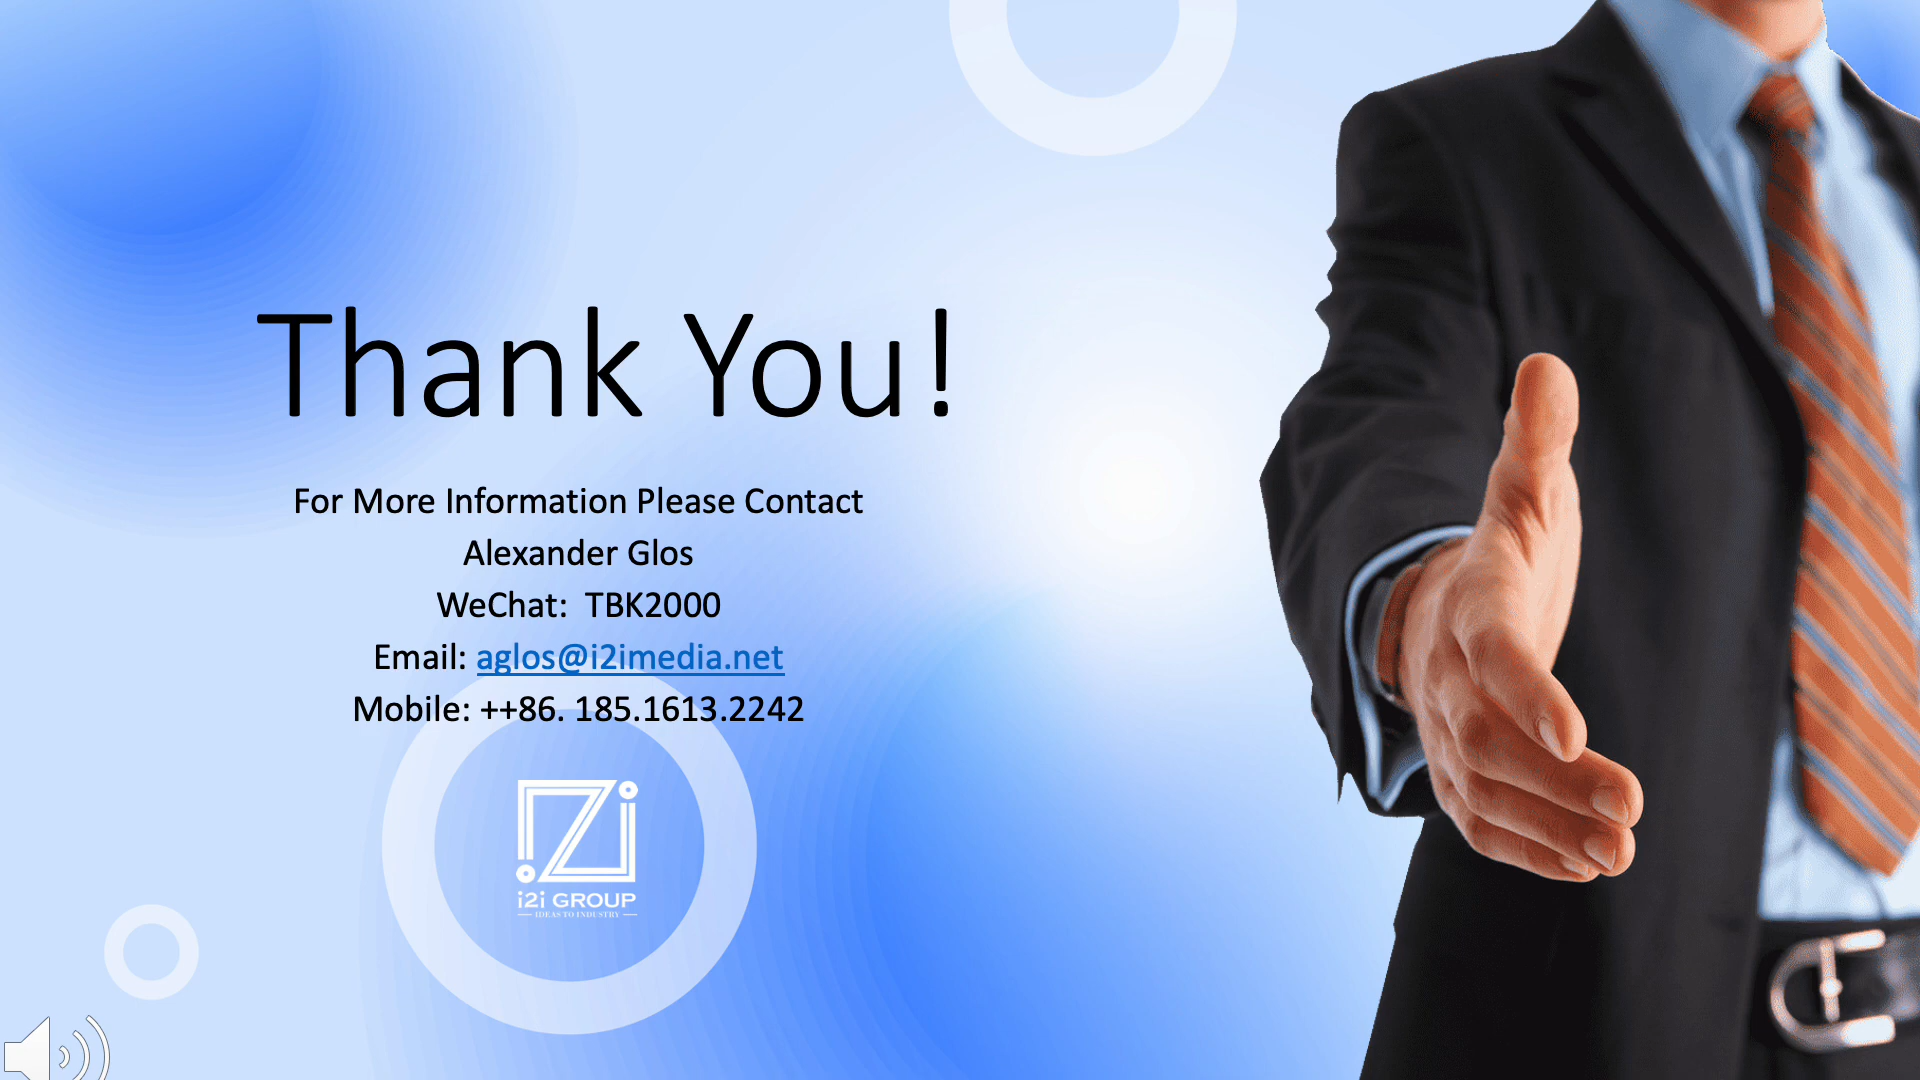 Thank You!
For More Information Please Contact
Alexander Glos
WeChat:  TBK2000
Email: aglos@i2imedia.net
Mobile: ++86. 185.1613.2242
i2i GROUP
IDEAS TO INDUSTRY